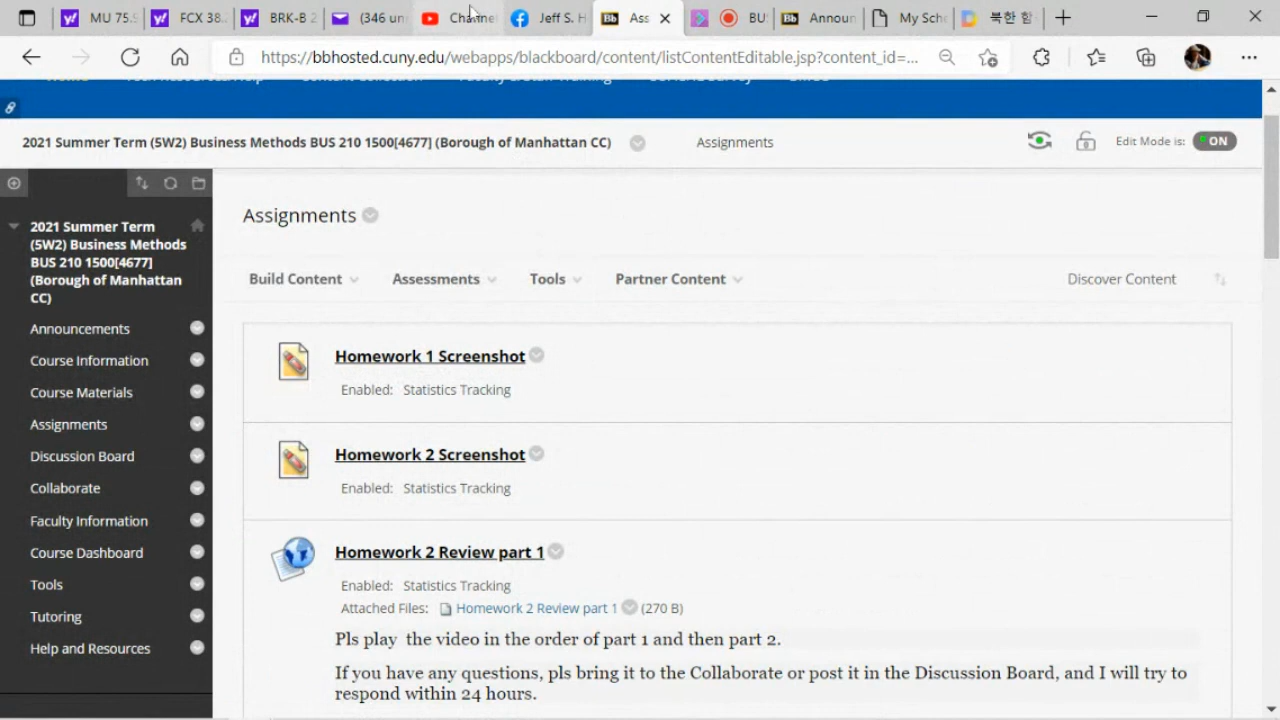 MU 75.5
FCX 38.
BRK-B 2
(346 un
Channe
Jeff S. H
Ass
BU
Announ
My Scho
북한 함
https://bbhosted.cuny.edu/webapps/blackboard/content/listContentEditable.jsp?content_id=...
2021 Summer Term (5W2) Business Methods BUS 210 1500[4677] (Borough of Manhattan CC)
Assignments
Edit Mode is:
ON
2021 Summer Term
(5W2) Business Methods
BUS 210 1500[4677]
(Borough of Manhattan
CC)
Announcements
Course Information
Course Materials
Assignments
Discussion Board
Collaborate
Faculty Information
Course Dashboard
Tools
Tutoring
Help and Resources
Assignments
Build Content
Assessments
Tools
Partner Content
Discover Content
Homework 1 Screenshot
Enabled: Statistics Tracking
Homework 2 Screenshot
Enabled: Statistics Tracking
Homework 2 Review part 1
Enabled: Statistics Tracking
Attached Files: Homework 2 Review part 1 (270 B)
Pls play the video in the order of part 1 and then part 2.
If you have any questions, pls bring it to the Collaborate or post it in the Discussion Board, and I will try to
respond within 24 hours.